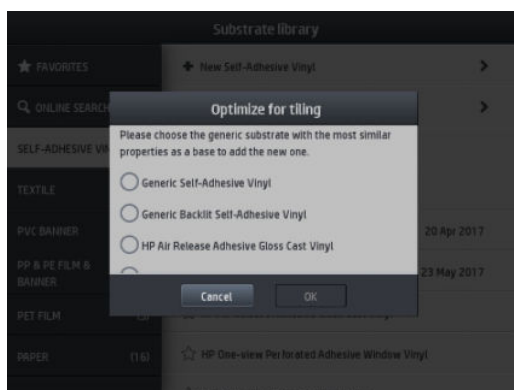 Substrate library
FAVORITES
New Self-Adhesive Vinyl
ONLINE SEARCH
Optimize for tiling
Please choose the generic substrate with the most similar
properties as a base to add the new one.
SELF-ADHESIVE VIN
Generic Self-Adhesive Vinyl
TEXTILE
Generic Backlit Self-Adhesive Vinyl
PVC BANNER
20 Apr 2017
HP Air Release Adhesive Gloss Cast Vinyl
PP & PE FILM &
BANNER
23 May 2017
Cancel
OK
PET FILM
PAPER
(16)
HP One-view Perforated Adhesive Window Vinyl